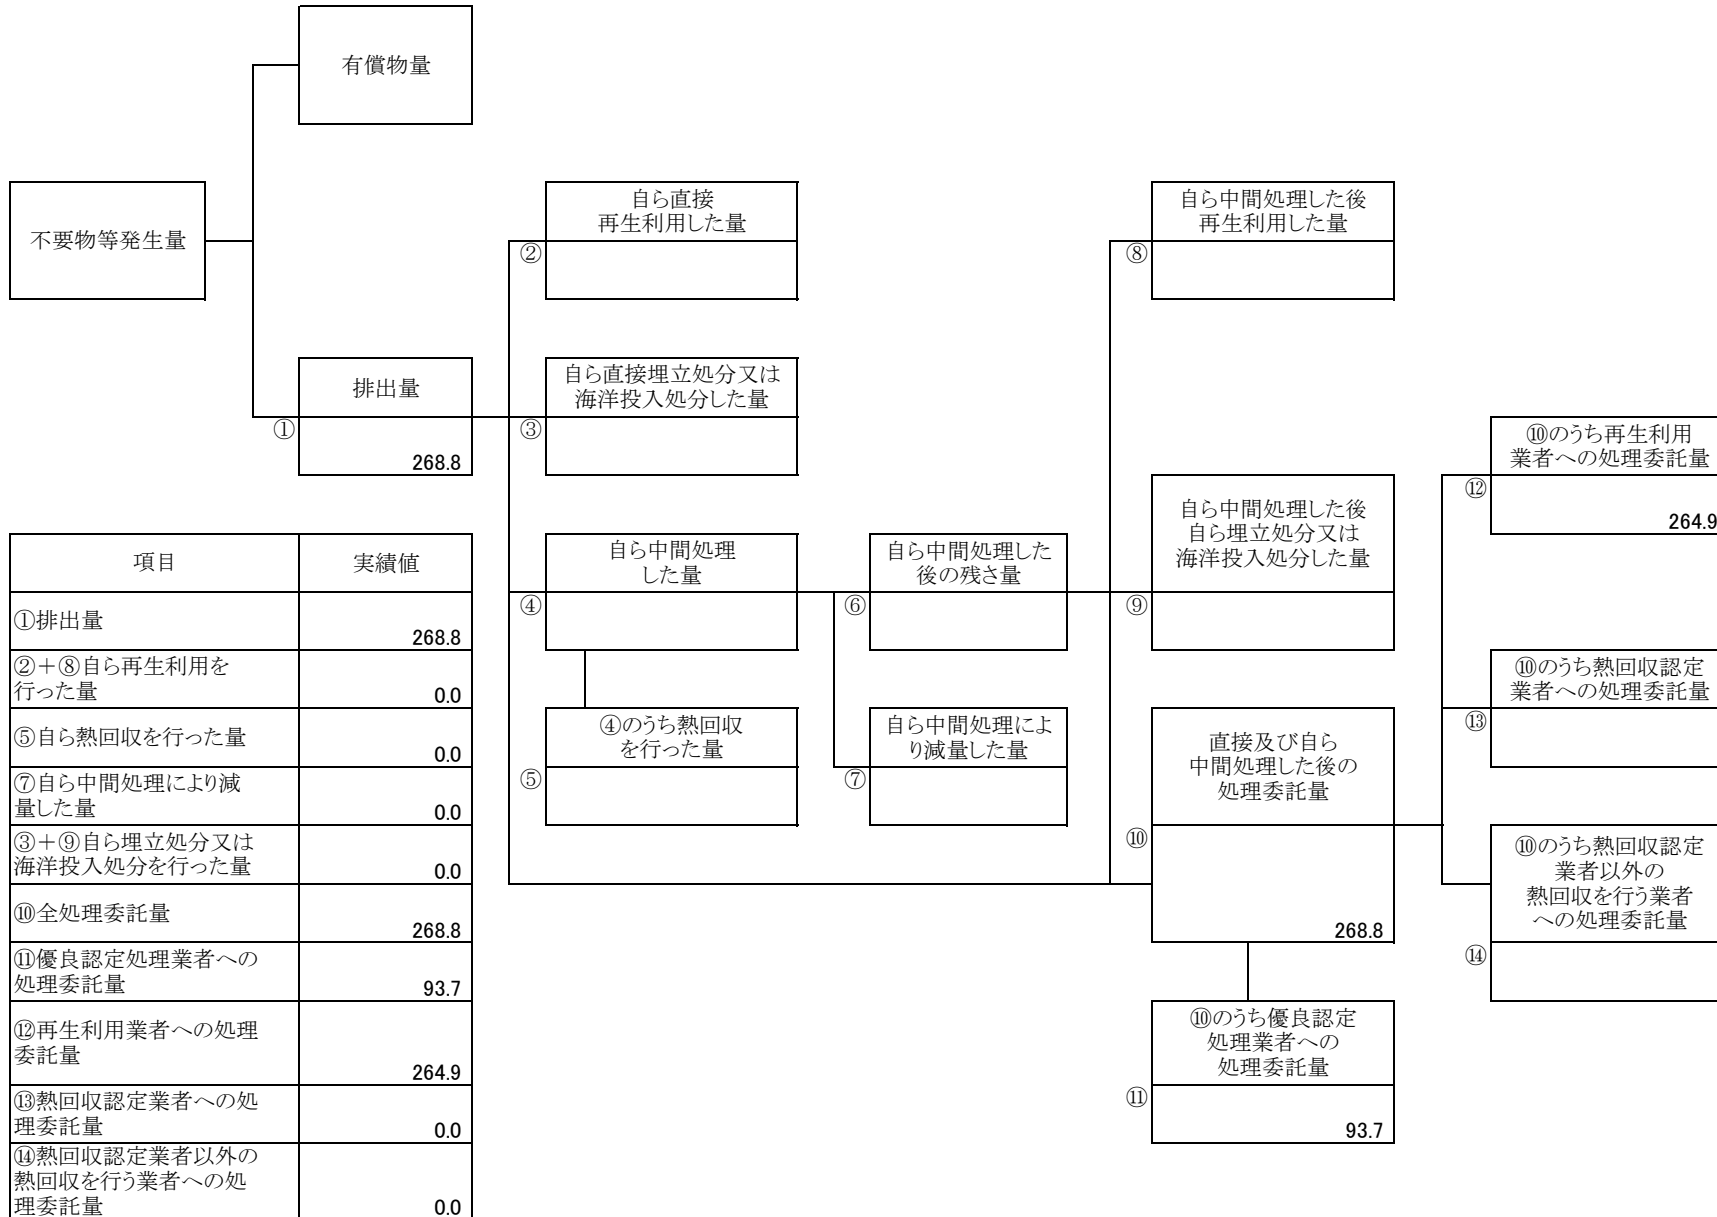 有償物量
不要物等発生量
自ら直接
再生利用した量
②
自ら中間処理した後
再生利用した量
⑧
排出量
①
268.8
自ら直接埋立処分又は
海洋投入処分した量
③
⑩のうち再生利用
業者への処理委託量
⑫
264.9
自ら中間処理
した量
④
自ら中間処理した
後の残さ量
⑥
自ら中間処理した後
自ら埋立処分又は
海洋投入処分した量
⑨
⑩のうち熱回収認定
業者への処理委託量
⑬
④のうち熱回収
を行った量
⑤
自ら中間処理によ
り減量した量
⑦
直接及び自ら
中間処理した後の
処理委託量
⑩
268.8
⑩のうち熱回収認定
業者以外の
熱回収を行う業者
への処理委託量
⑭
⑩のうち優良認定
処理業者への
処理委託量
⑪
93.7
項目 実績値
①排出量
268.8
②＋⑧自ら再生利用を
行った量
0.0
⑤自ら熱回収を行った量
0.0
⑦自ら中間処理により減
量した量
0.0
③＋⑨自ら埋立処分又は
海洋投入処分を行った量
0.0
⑩全処理委託量
268.8
⑪優良認定処理業者への
処理委託量
93.7
⑫再生利用業者への処理
委託量
264.9
⑬熱回収認定業者への処
理委託量
0.0
⑭熱回収認定業者以外の
熱回収を行う業者への処
理委託量
0.0